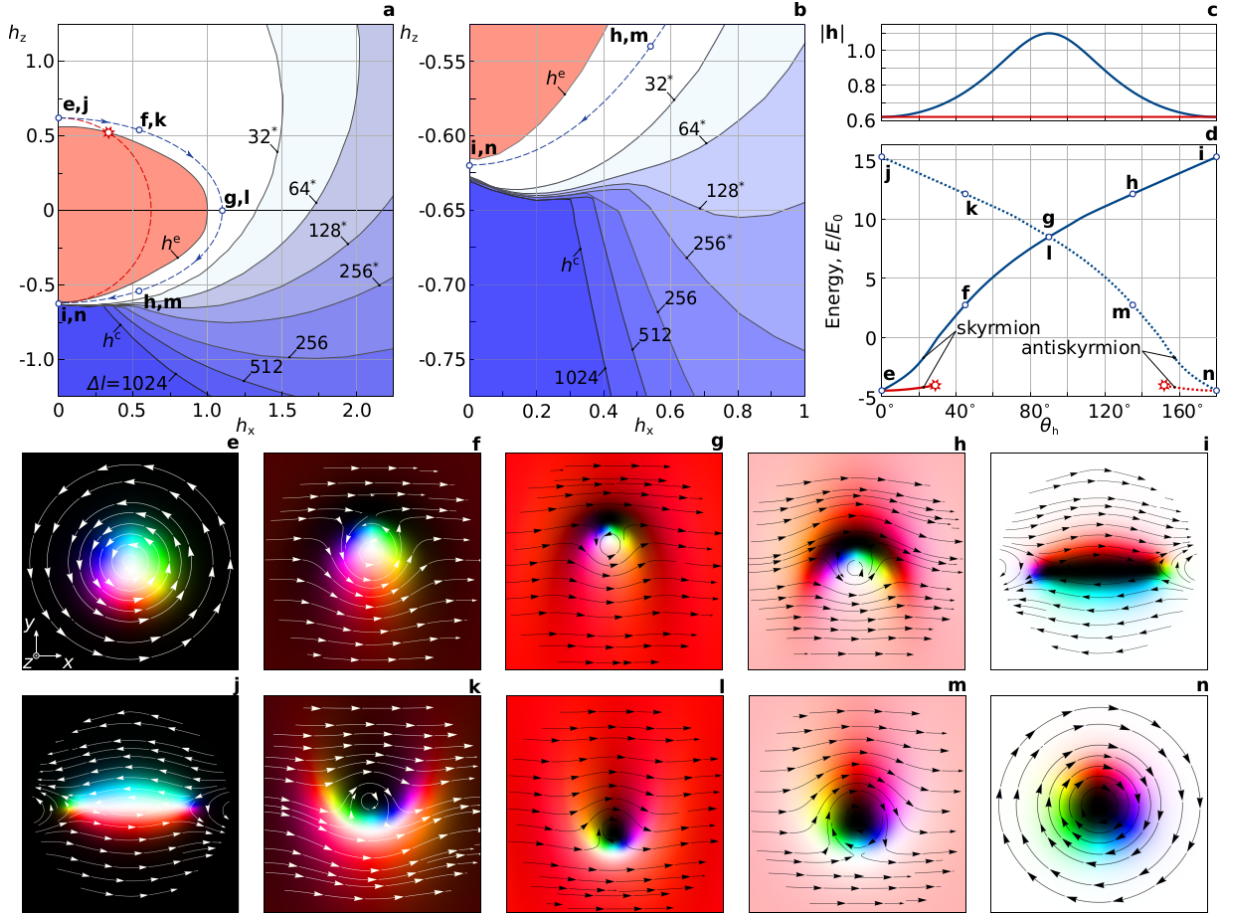 a
h_z
1.0
0.5
0
-0.5
-1.0
e,j
f,k
g,l
h,m
i,n
h^e
h^c
32*
64*
128*
256*
256
512
Δl=1024
0 0.5 1.0 1.5 2.0
h_x
b
h_z
-0.55
-0.60
-0.65
-0.70
-0.75
h,m
i,n
h^e
32*
64*
128*
256*
h^c
256
512
1024
0 0.2 0.4 0.6 0.8 1
h_x
c
|h|
1.0
0.8
0.6
d
Energy, E/E_0
15
10
5
0
-5
j
k
g
l
h
i
f
m
skyrmion
antiskyrmion
e
n
0° 40° 80° 120° 160°
θ_h
e f g h i
y
z x
j k l m n